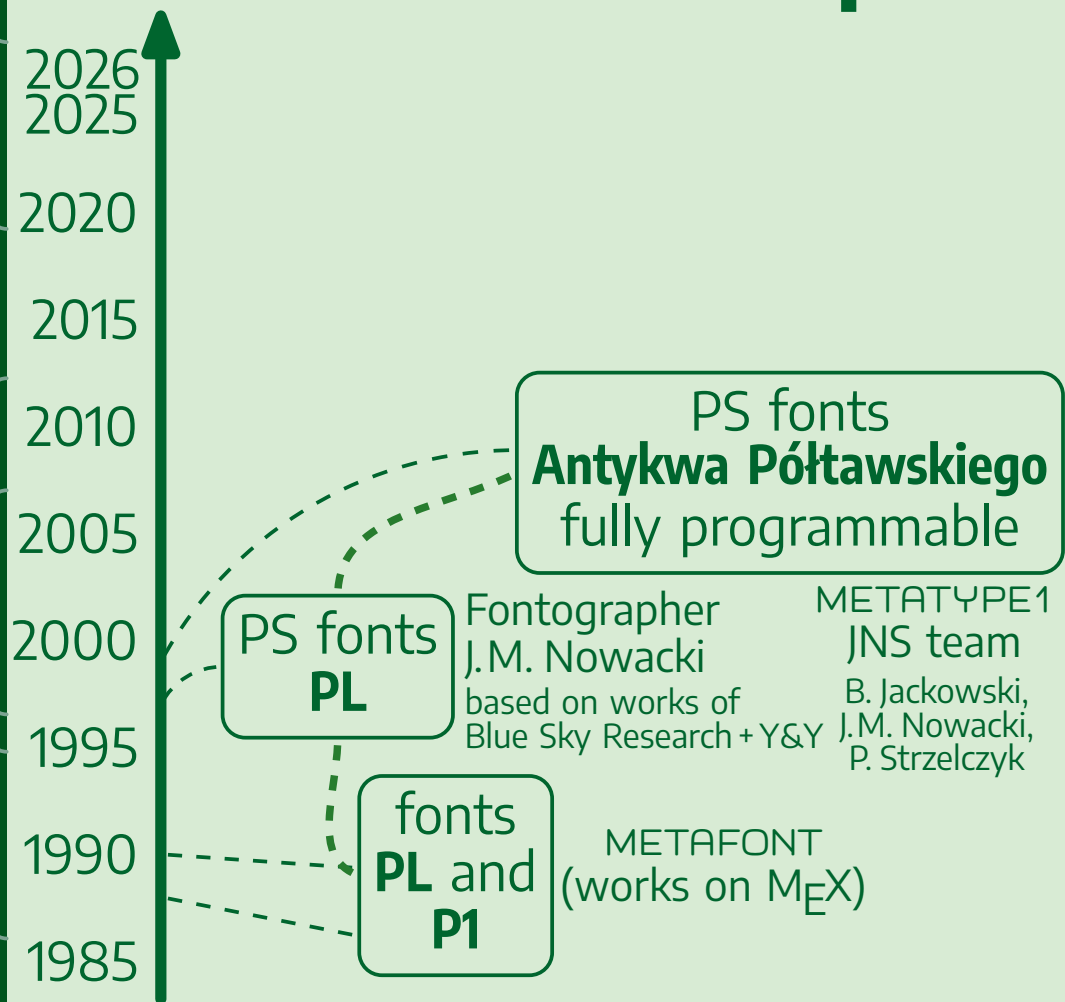 2026
2025
2020
2015
2010
2005
2000
1995
1990
1985
PS fonts
Antykwa Półtawskiego
fully programmable
METATYPE1
JNS team
B. Jackowski,
J.M. Nowacki,
P. Strzelczyk
PS fonts
PL
Fontographer
J.M. Nowacki
based on works of
Blue Sky Research + Y&Y
fonts
PL and
P1
METAFONT
(works on MEX)